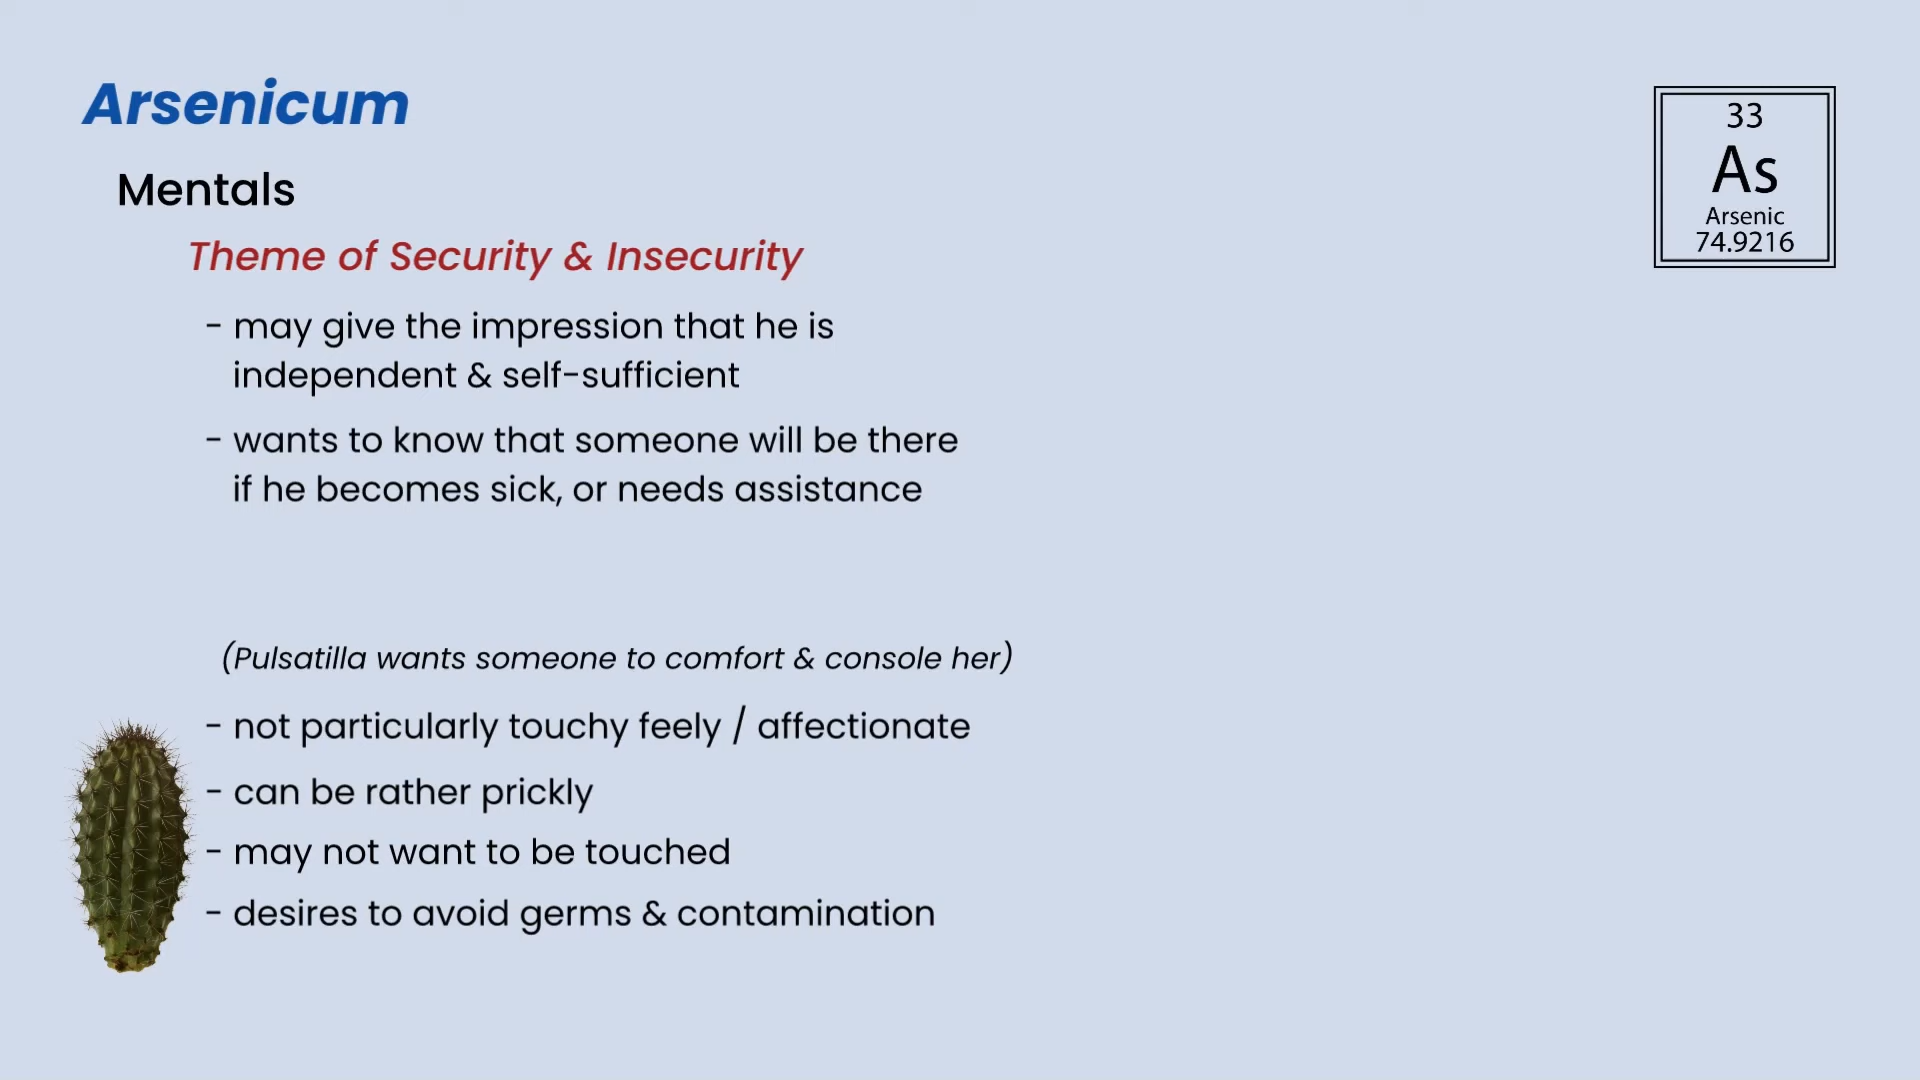 Arsenicum
33
As
Arsenic
74.9216
Mentals
Theme of Security & Insecurity
- may give the impression that he is
independent & self-sufficient
- wants to know that someone will be there
if he becomes sick, or needs assistance
(Pulsatilla wants someone to comfort & console her)
- not particularly touchy feely / affectionate
- can be rather prickly
- may not want to be touched
- desires to avoid germs & contamination